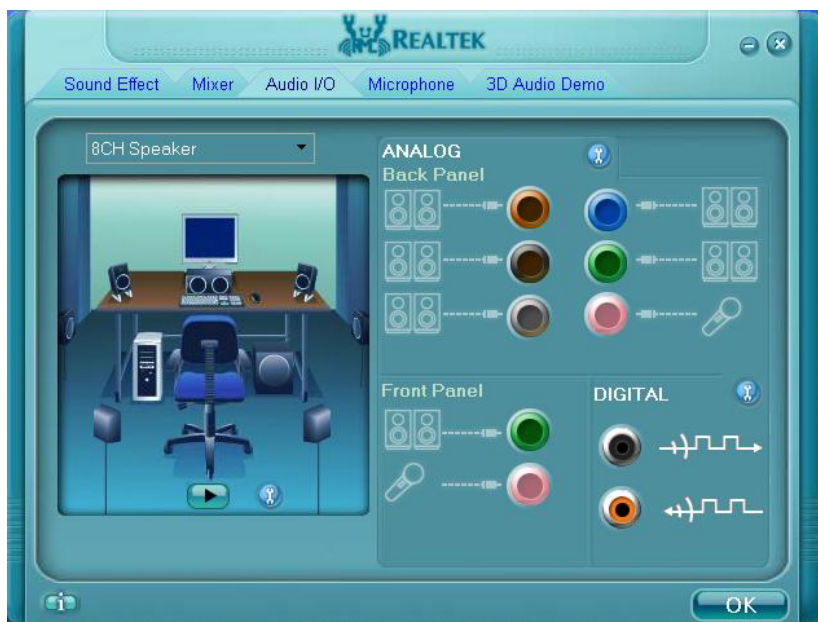 REALTEK
Sound Effect Mixer Audio I/O Microphone 3D Audio Demo
8CH Speaker
ANALOG
Back Panel
Front Panel
DIGITAL
i
OK